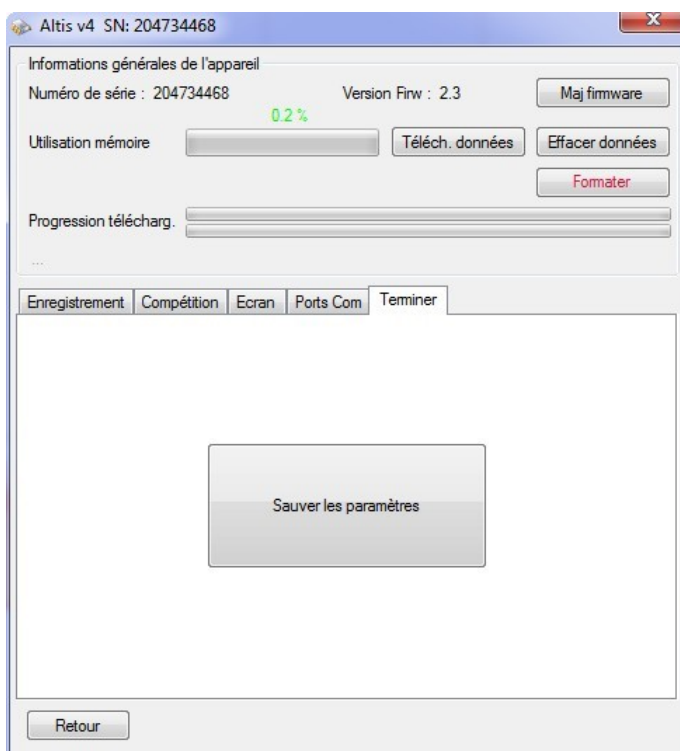 Altis v4 SN: 204734468
Informations générales de l'appareil
Numéro de série : 204734468 Version Firw : 2.3 Maj firmware
0.2 %
Utilisation mémoire Téléch. données Effacer données
Formater
Progression télécharg.
...
Enregistrement Compétition Ecran Ports Com Terminer
Sauver les paramètres
Retour